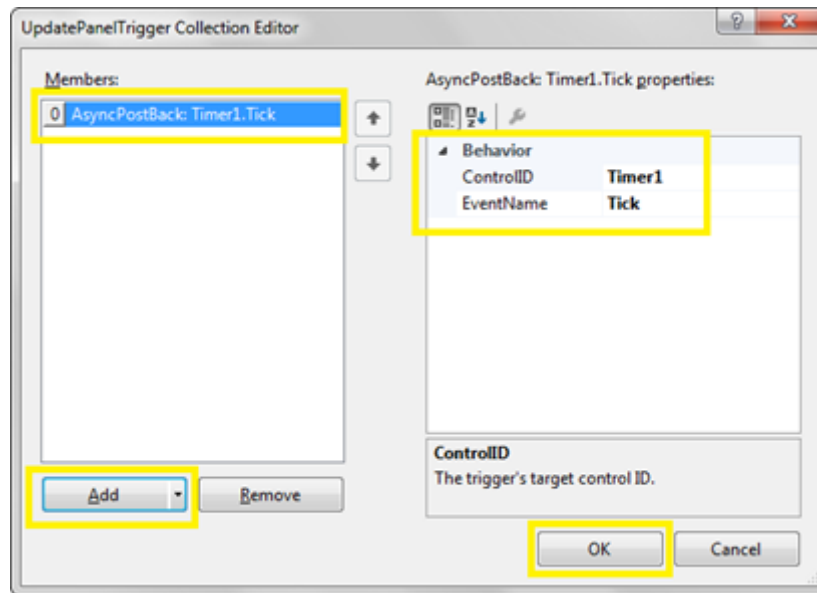 UpdatePanelTrigger Collection Editor
Members:
0 AsyncPostBack: Timer1.Tick
Add
Remove
AsyncPostBack: Timer1.Tick properties:
Behavior
ControlID Timer1
EventName Tick
ControlID
The trigger's target control ID.
OK
Cancel